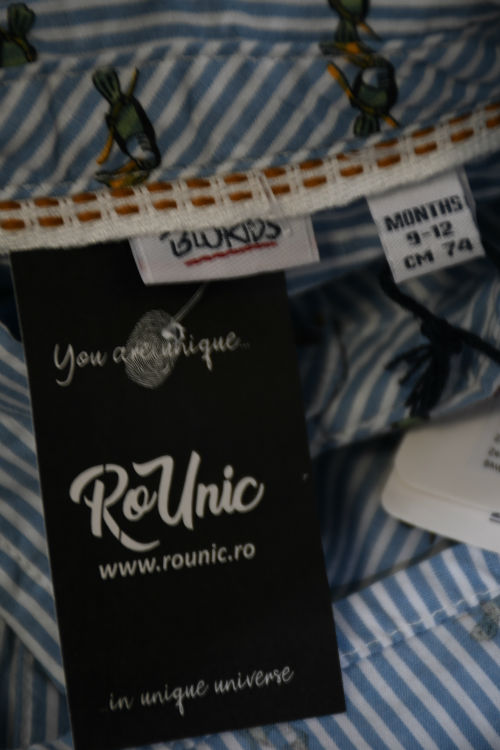 BLUKIDS
MONTHS
9-12
CM 74
You are unique...
RoUnic
www.rounic.ro
...in unique universe